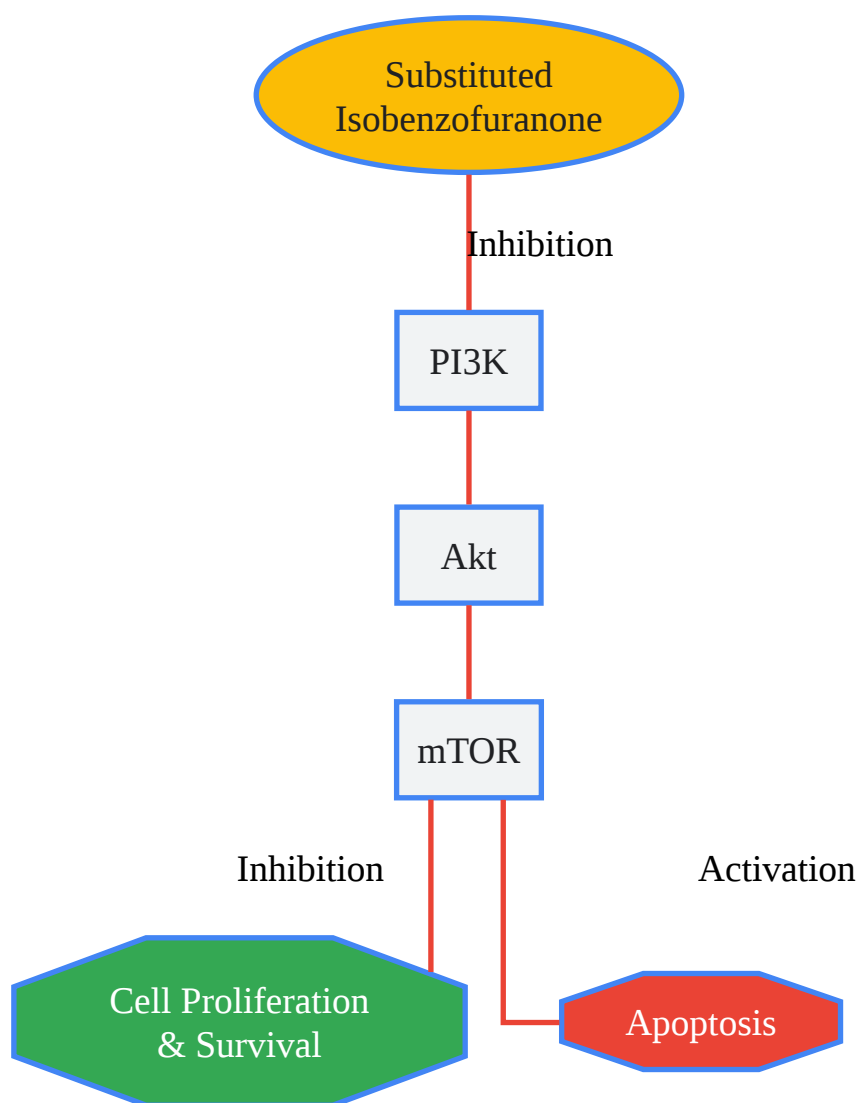 Substituted
Isobenzofuranone
Inhibition
PI3K
Akt
mTOR
Inhibition
Activation
Cell Proliferation
& Survival
Apoptosis